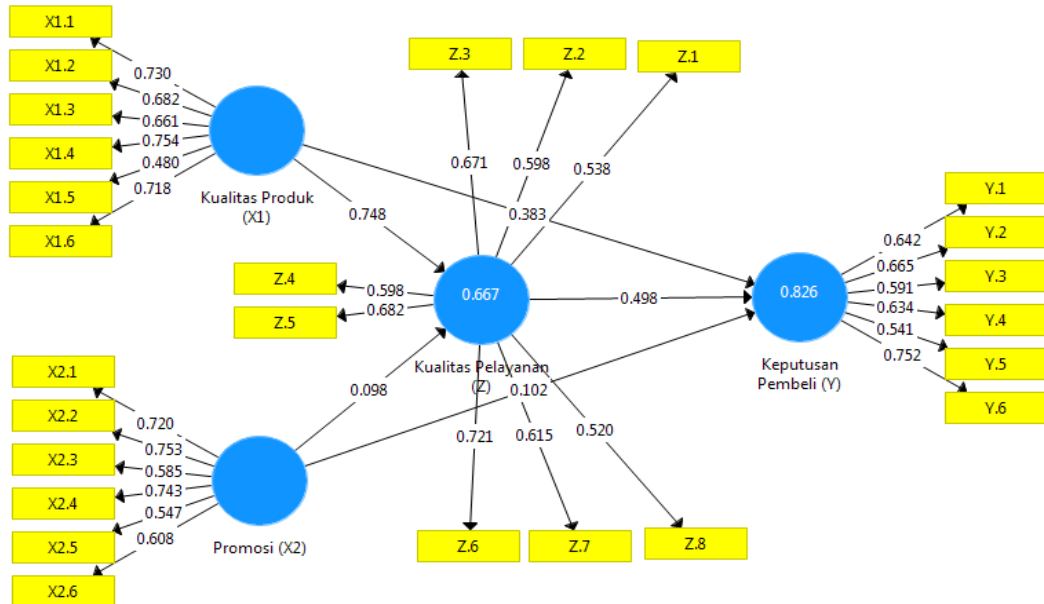 X1.1
X1.2
X1.3
X1.4
X1.5
X1.6
0.730
0.682
0.661
0.754
0.480
0.718
Kualitas Produk
(X1)
Z.3
Z.2
Z.1
0.671
0.598
0.538
0.748
0.383
Z.4
Z.5
0.598
0.682
0.667
Kualitas Pelayanan
(Z)
0.498
0.826
Keputusan
Pembeli (Y)
Y.1
Y.2
Y.3
Y.4
Y.5
Y.6
0.642
0.665
0.591
0.634
0.541
0.752
X2.1
X2.2
X2.3
X2.4
X2.5
X2.6
0.720
0.753
0.585
0.743
0.547
0.608
Promosi (X2)
0.098
0.102
0.721
0.615
0.520
Z.6
Z.7
Z.8